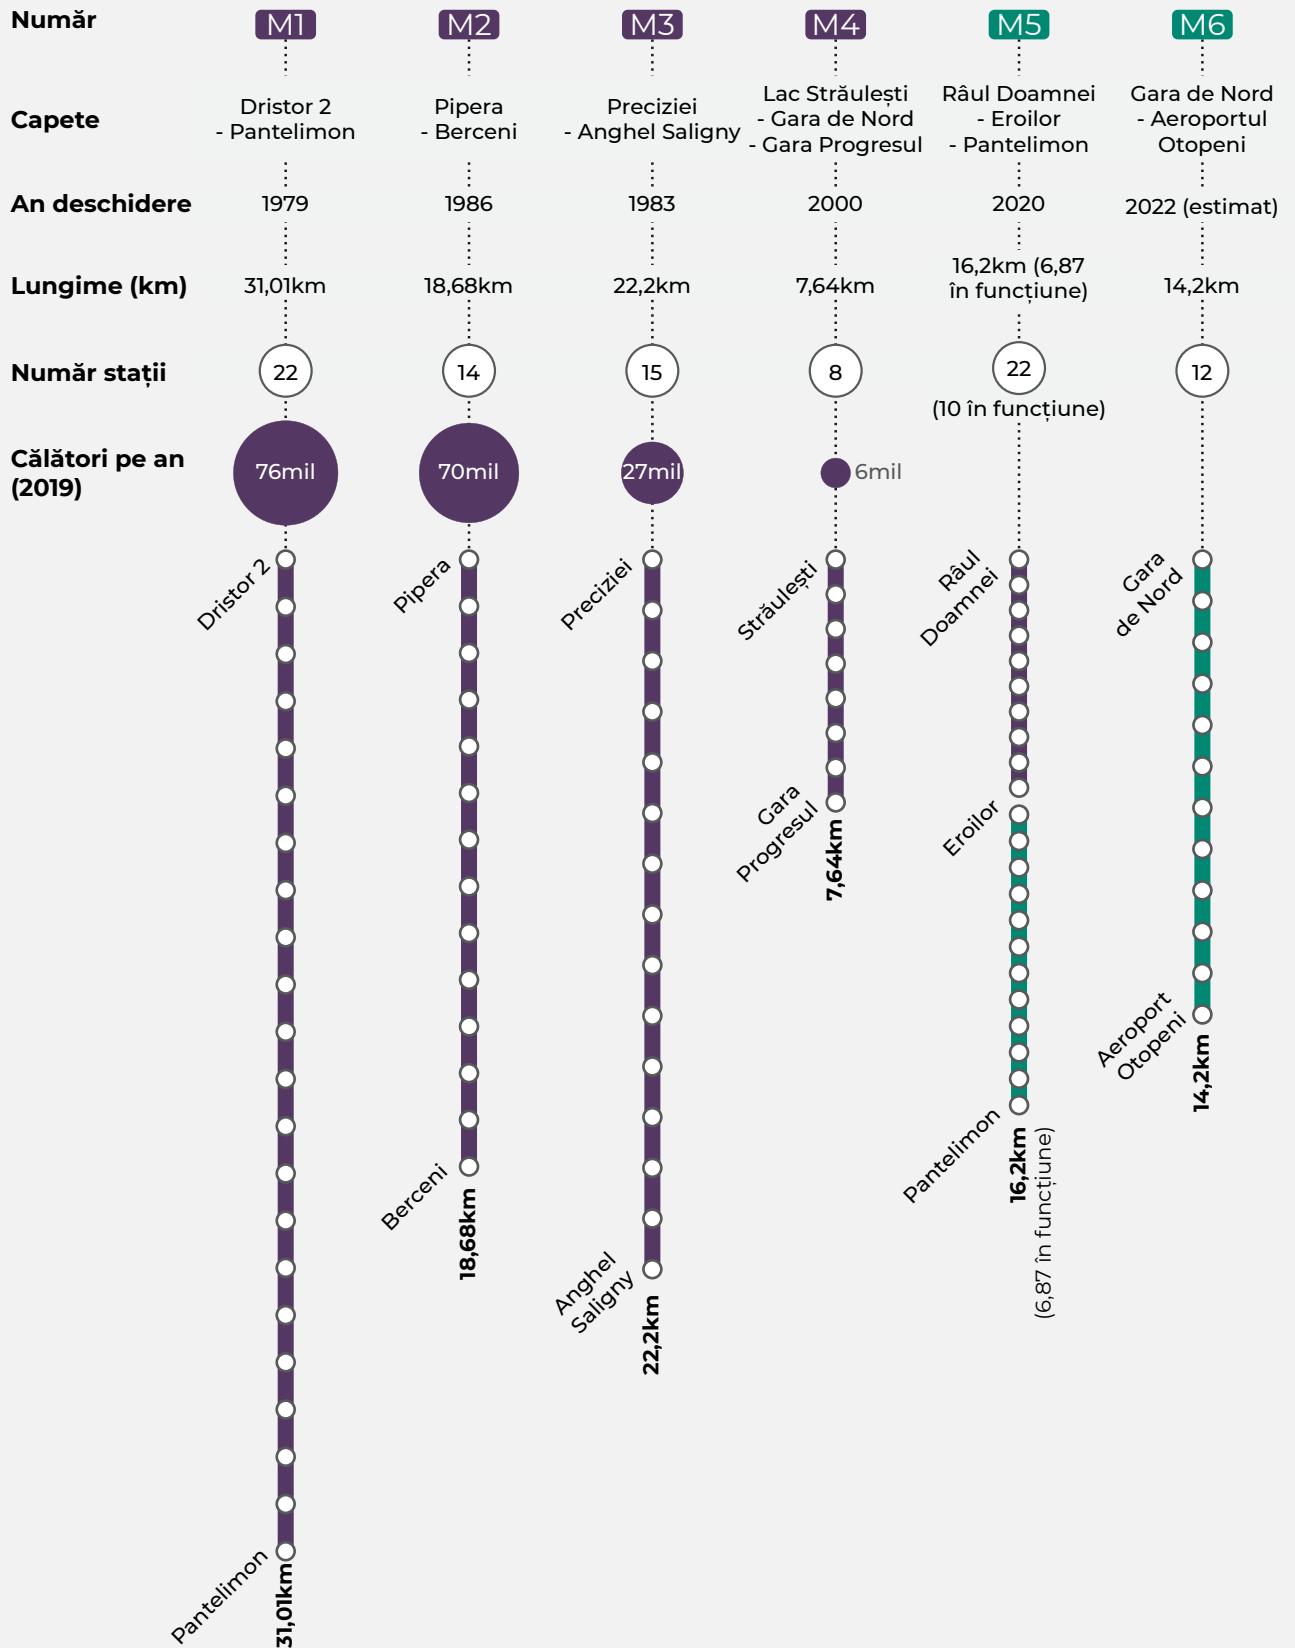 Număr
M1
M2
M3
M4
M5
M6
Capete
Dristor 2
- Pantelimon
Pipera
- Berceni
Preciziei
- Anghel Saligny
Lac Străulești
- Gara de Nord
- Gara Progresul
Râul Doamnei
- Eroilor
- Pantelimon
Gara de Nord
- Aeroportul
Otopeni
An deschidere
1979
1986
1983
2000
2020
2022 (estimat)
Lungime (km)
31,01km
18,68km
22,2km
7,64km
16,2km (6,87
în funcțiune)
14,2km
Număr stații
22
14
15
8
22
(10 în funcțiune)
12
Călători pe an
(2019)
76mil
70mil
27mil
6mil
Dristor 2
Pantelimon
31,01km
Pipera
Berceni
18,68km
Preciziei
Anghel
Saligny
22,2km
Străulești
Gara
Progresul
7,64km
Râul
Doamnei
Eroilor
Pantelimon
16,2km
(6,87 în funcțiune)
Gara
de Nord
Aeroport
Otopeni
14,2km